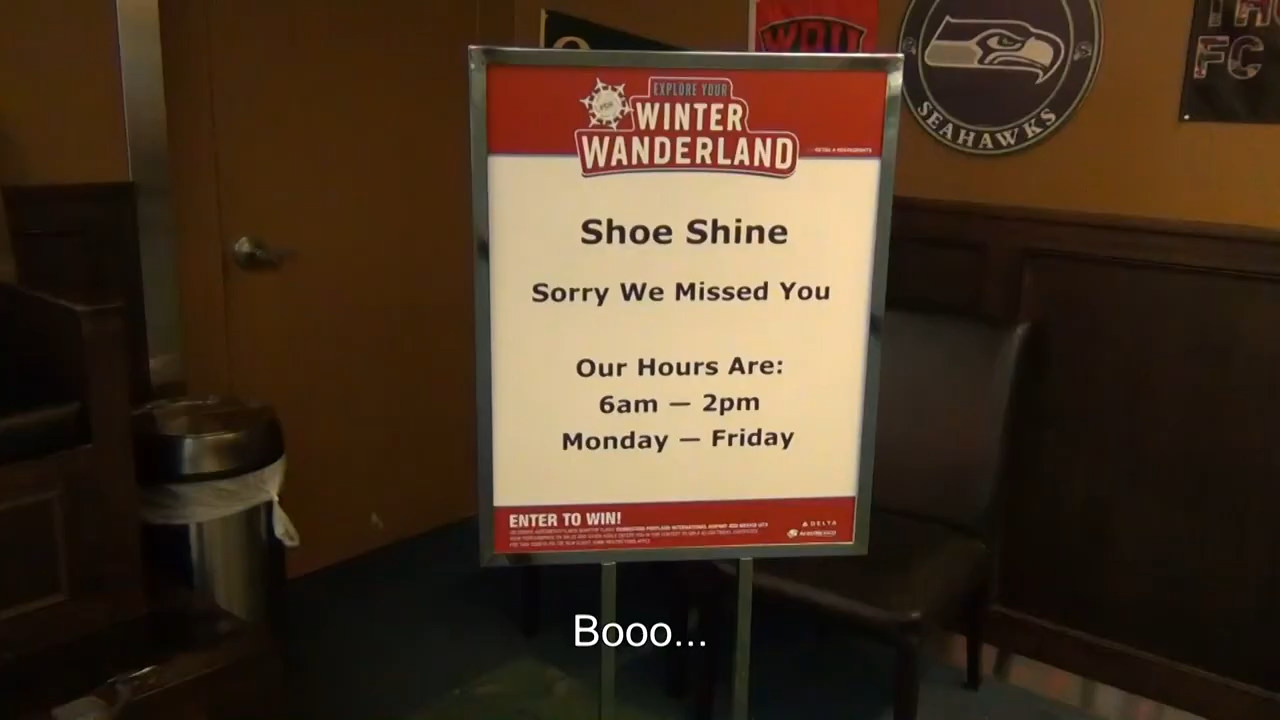 EXPLORE YOUR
WINTER
WANDERLAND
SEAHAWKS
FC
Shoe Shine
Sorry We Missed You
Our Hours Are:
6am — 2pm
Monday — Friday
ENTER TO WIN!
DELTA
Booo...